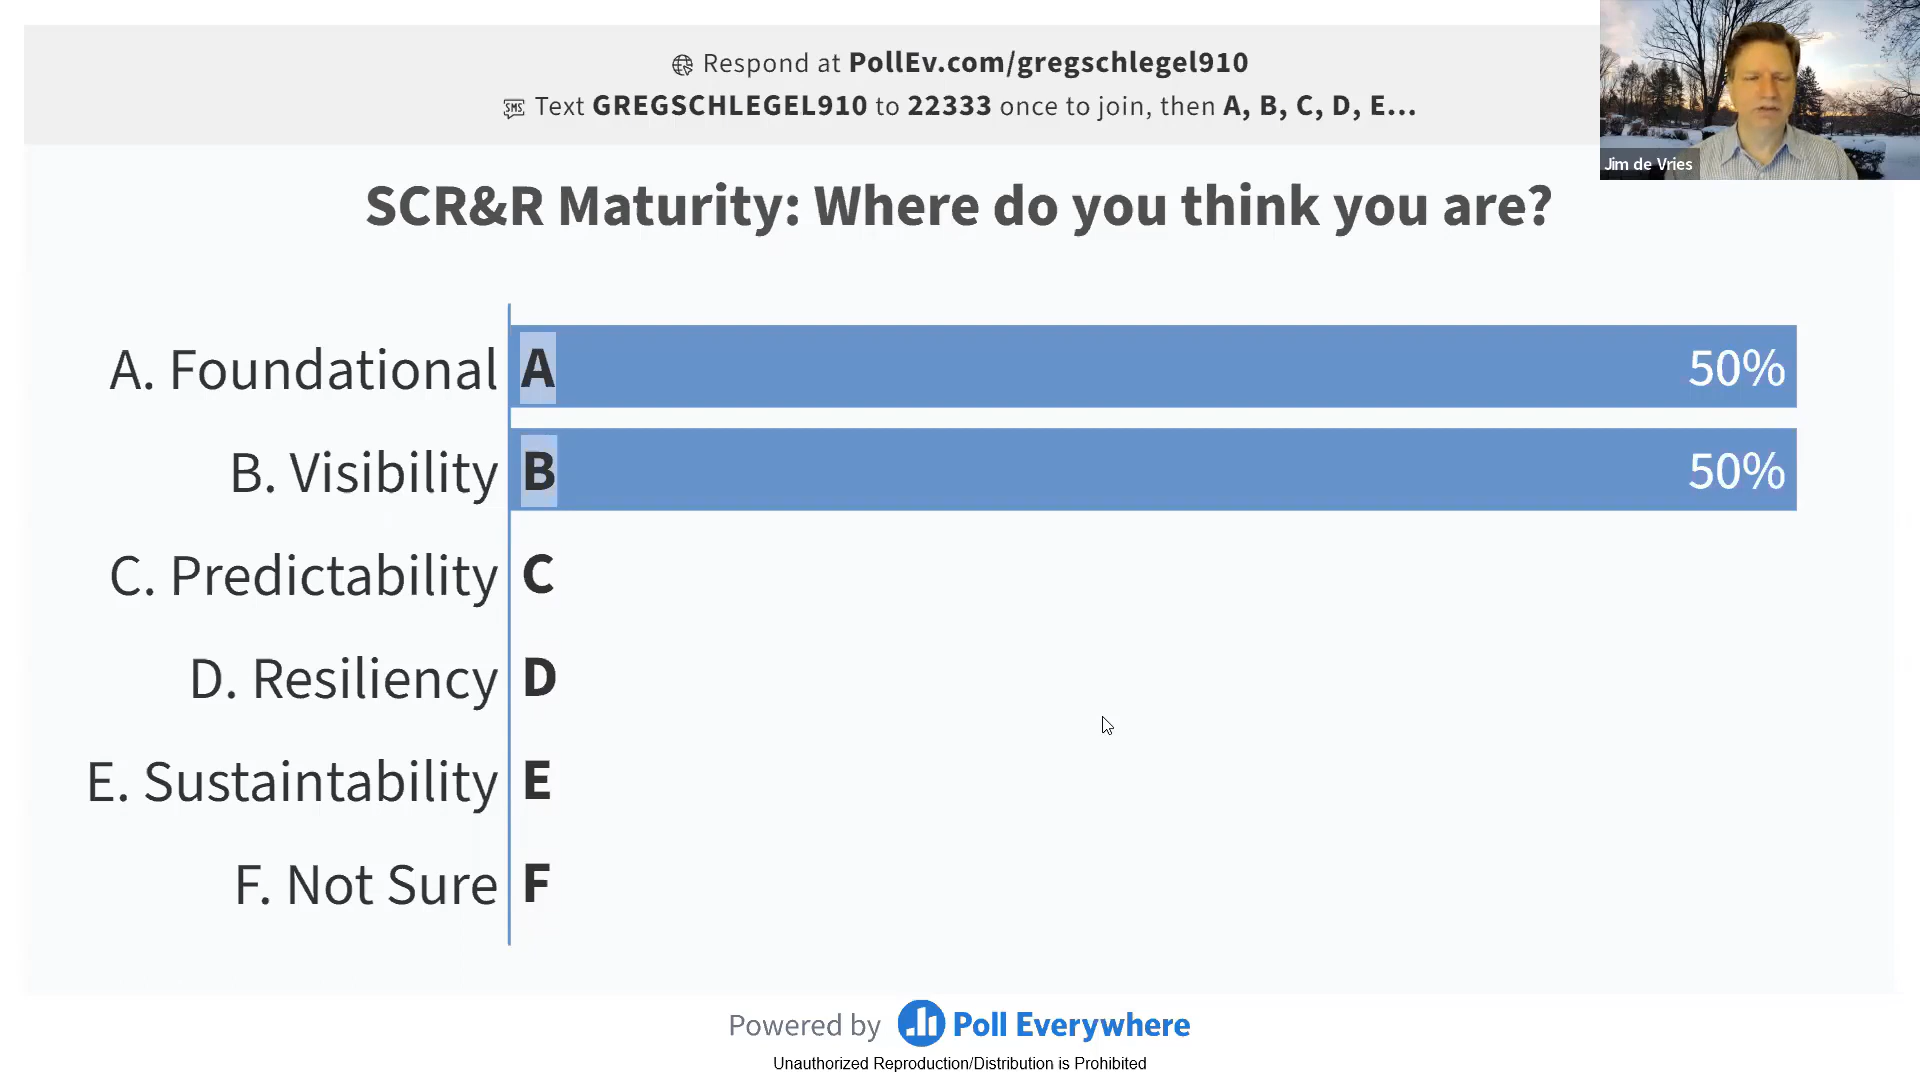 Respond at PollEv.com/gregschlegel910
SMS Text GREGSCHLEGEL910 to 22333 once to join, then A, B, C, D, E...
Jim de Vries
SCR&R Maturity: Where do you think you are?
A. Foundational A 50%
B. Visibility B 50%
C. Predictability C
D. Resiliency D
E. Sustaintability E
F. Not Sure F
Powered by Poll Everywhere
Unauthorized Reproduction/Distribution is Prohibited